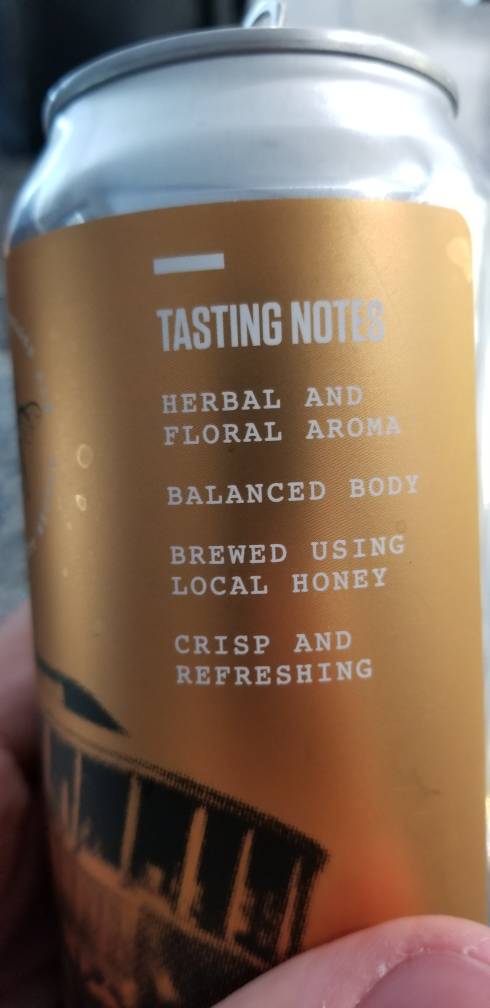 TASTING NOTES
HERBAL AND
FLORAL AROMA
BALANCED BODY
BREWED USING
LOCAL HONEY
CRISP AND
REFRESHING